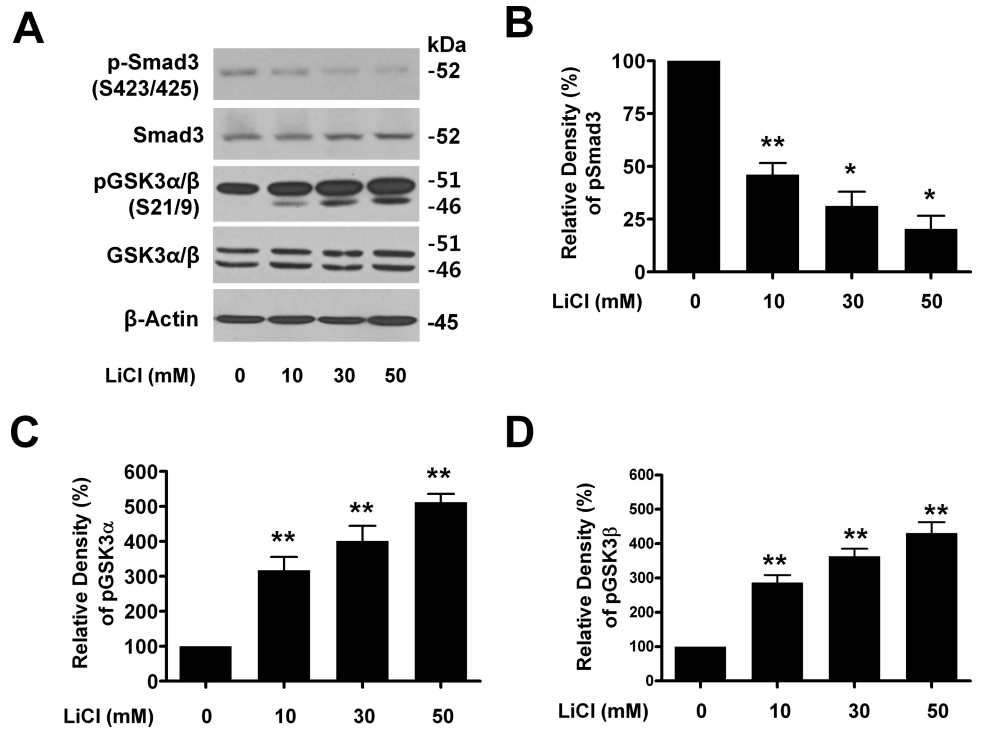 A
kDa
p-Smad3
(S423/425)
-52
Smad3
-52
pGSK3α/β
(S21/9)
-51
-46
GSK3α/β
-51
-46
β-Actin
-45
LiCl (mM) 0 10 30 50
B
Relative Density (%)
of pSmad3
100
75
50
25
0
**
*
*
LiCl (mM) 0 10 30 50
C
Relative Density (%)
of pGSK3α
600
500
400
300
200
100
0
**
**
**
LiCl (mM) 0 10 30 50
D
Relative Density (%)
of pGSK3β
600
500
400
300
200
100
0
**
**
**
LiCl (mM) 0 10 30 50